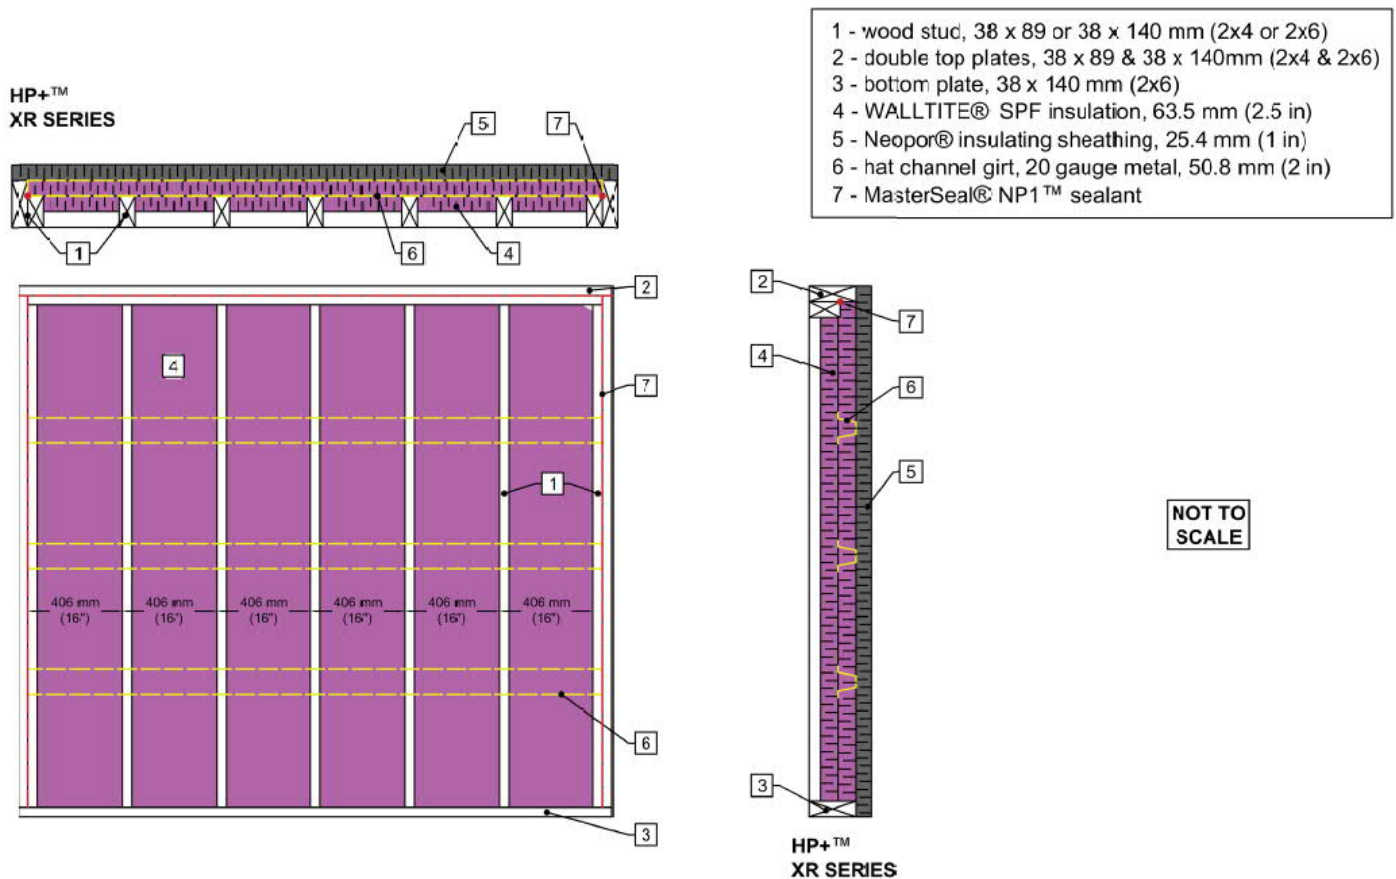 HP+™
XR SERIES
1 - wood stud, 38 x 89 or 38 x 140 mm (2x4 or 2x6)
2 - double top plates, 38 x 89 & 38 x 140mm (2x4 & 2x6)
3 - bottom plate, 38 x 140 mm (2x6)
4 - WALLTITE® SPF insulation, 63.5 mm (2.5 in)
5 - Neopor® insulating sheathing, 25.4 mm (1 in)
6 - hat channel girt, 20 gauge metal, 50.8 mm (2 in)
7 - MasterSeal® NP1™ sealant
5 7
1 6 4
2
4
7
1
406 mm 406 mm 406 mm 406 mm 406 mm 406 mm
(16") (16") (16") (16") (16") (16")
6
3
2
7
4
6
5
3
HP+™
XR SERIES
NOT TO
SCALE